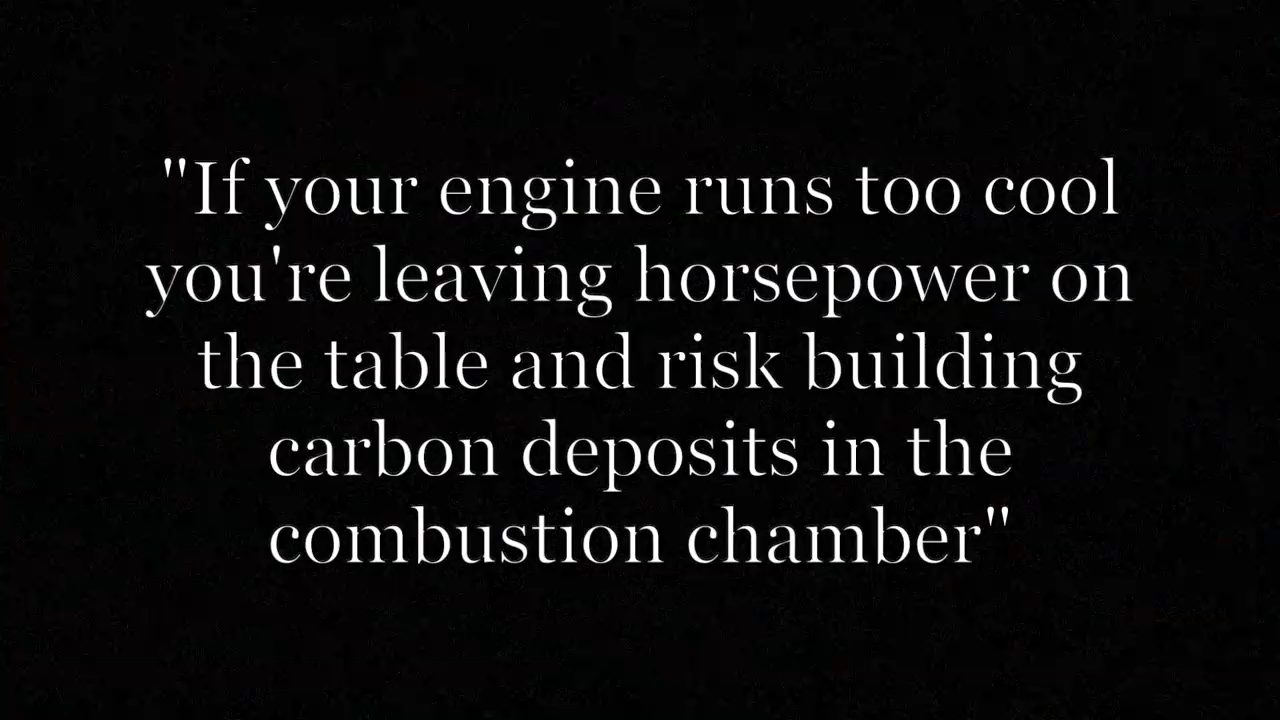 "If your engine runs too cool
you're leaving horsepower on
the table and risk building
carbon deposits in the
combustion chamber"